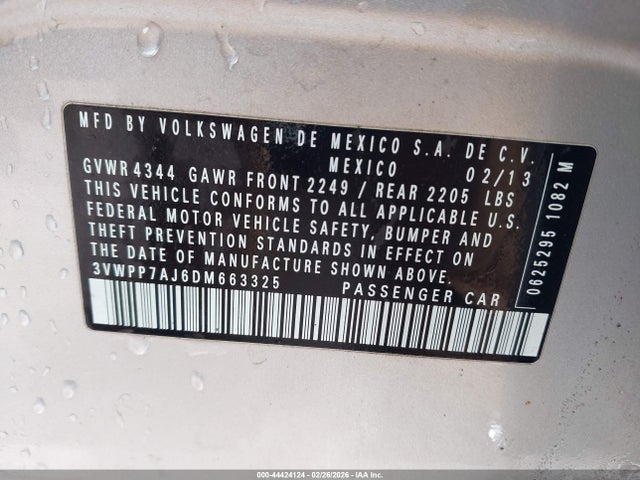 MFD BY VOLKSWAGEN DE MEXICO S.A. DE C.V.
MEXICO 02/13
GVWR 4344 GAWR FRONT 2249 / REAR 2205 LBS
THIS VEHICLE CONFORMS TO ALL APPLICABLE U.S.
FEDERAL MOTOR VEHICLE SAFETY, BUMPER AND
THEFT PREVENTION STANDARDS IN EFFECT ON
THE DATE OF MANUFACTURE SHOWN ABOVE.
3VWPP7AJ6DM663325 PASSENGER CAR
0625295 1082 M
000-44424124 - 02/26/2026 - IAA Inc.